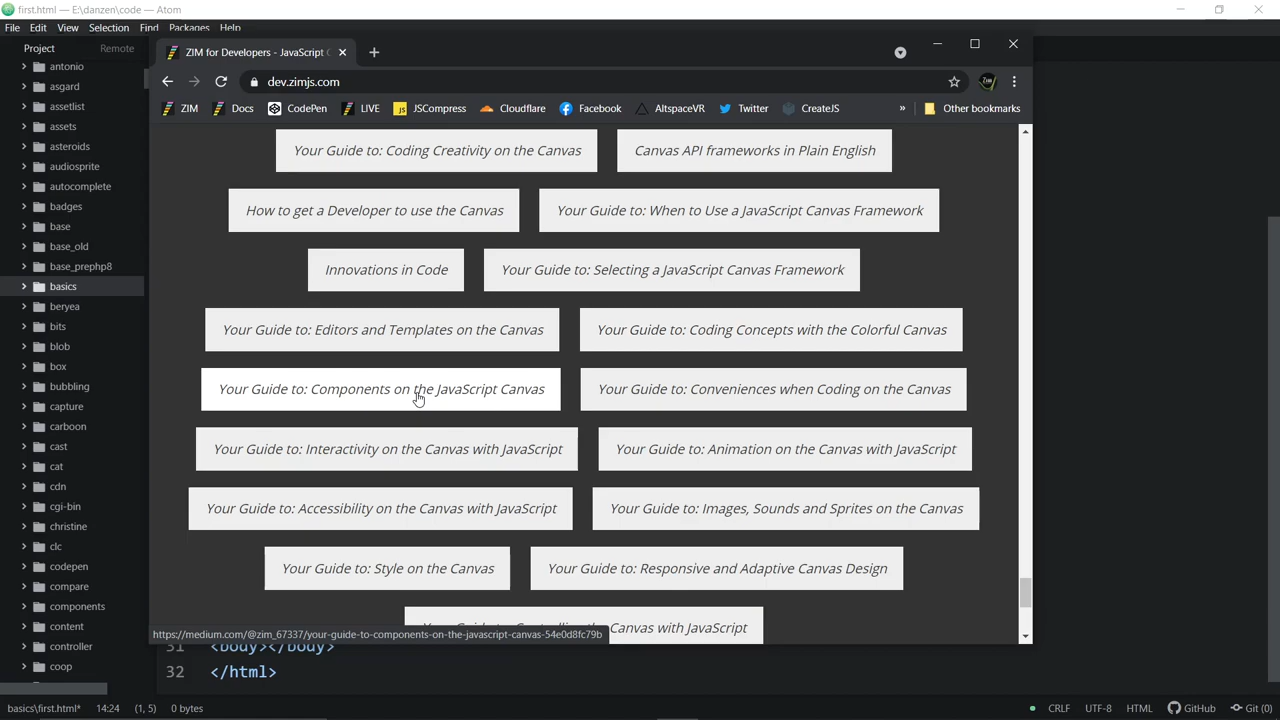 first.html — E:\danzen\code — Atom
File Edit View Selection Find Packages Help
Project Remote
antonio
asgard
assetlist
assets
asteroids
audiosprite
autocomplete
badges
base
base_old
base_prephp8
basics
beryea
bits
blob
box
bubbling
capture
carboon
cast
cat
cdn
cgi-bin
christine
clc
codepen
compare
components
content
controller
coop
ZIM for Developers - JavaScript
dev.zimjs.com
ZIM Docs CodePen LIVE JSCompress Cloudflare Facebook AltspaceVR Twitter CreateJS » Other bookmarks
Your Guide to: Coding Creativity on the Canvas
Canvas API frameworks in Plain English
How to get a Developer to use the Canvas
Your Guide to: When to Use a JavaScript Canvas Framework
Innovations in Code
Your Guide to: Selecting a JavaScript Canvas Framework
Your Guide to: Editors and Templates on the Canvas
Your Guide to: Coding Concepts with the Colorful Canvas
Your Guide to: Components on the JavaScript Canvas
Your Guide to: Conveniences when Coding on the Canvas
Your Guide to: Interactivity on the Canvas with JavaScript
Your Guide to: Animation on the Canvas with JavaScript
Your Guide to: Accessibility on the Canvas with JavaScript
Your Guide to: Images, Sounds and Sprites on the Canvas
Your Guide to: Style on the Canvas
Your Guide to: Responsive and Adaptive Canvas Design
Canvas with JavaScript
https://medium.com/@zim_67337/your-guide-to-components-on-the-javascript-canvas-54e0d8fc79b
31 <body></body>
32 </html>
basics\first.html* 14:24 (1, 5) 0 bytes CRLF UTF-8 HTML GitHub Git (0)